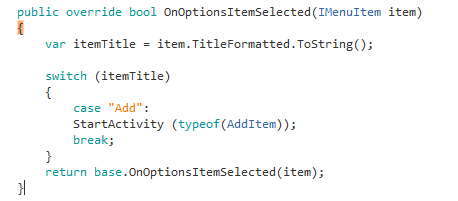 public override bool OnOptionsItemSelected(IMenuItem item)
{
    var itemTitle = item.TitleFormatted.ToString();

    switch (itemTitle)
    {
        case "Add":
        StartActivity (typeof(AddItem));
        break;
    }
    return base.OnOptionsItemSelected(item);
}